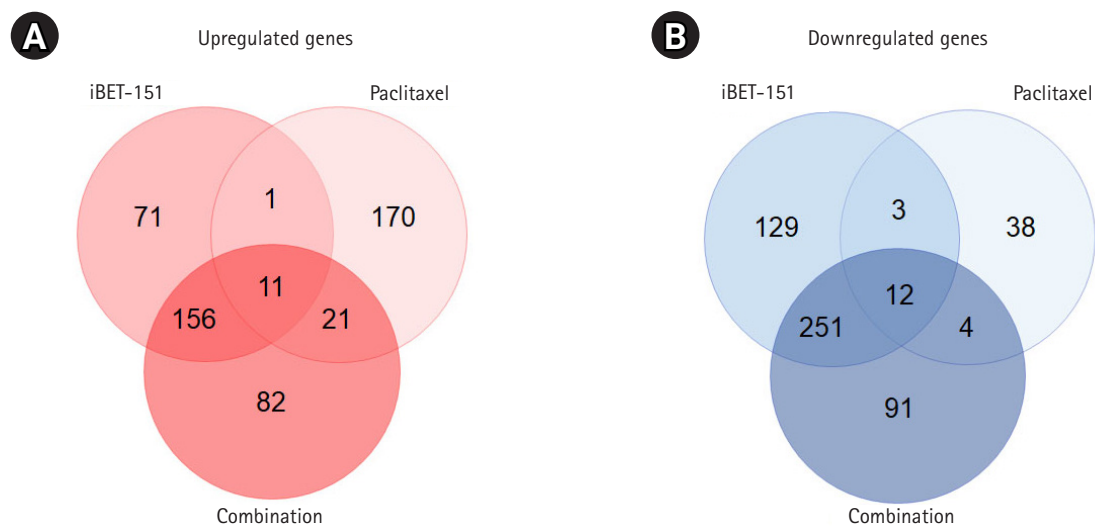 A
Upregulated genes
iBET-151
Paclitaxel
71
1
170
11
156
21
82
Combination
B
Downregulated genes
iBET-151
Paclitaxel
129
3
38
12
251
4
91
Combination